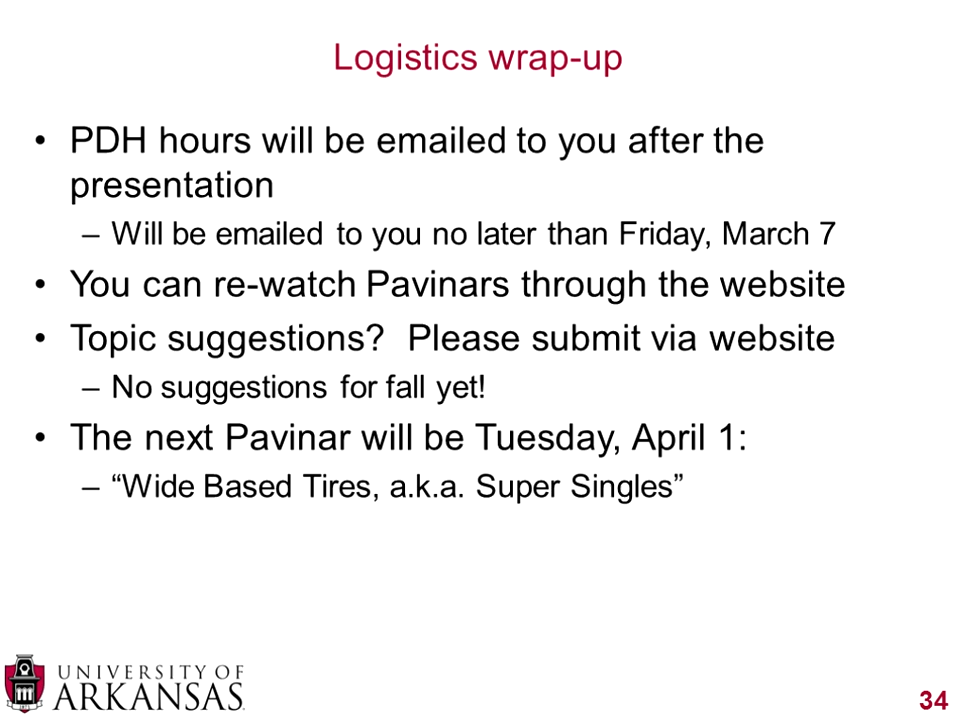 Logistics wrap-up
• PDH hours will be emailed to you after the
presentation
– Will be emailed to you no later than Friday, March 7
• You can re-watch Pavinars through the website
• Topic suggestions?  Please submit via website
– No suggestions for fall yet!
• The next Pavinar will be Tuesday, April 1:
– “Wide Based Tires, a.k.a. Super Singles”
UNIVERSITY OF
ARKANSAS
34